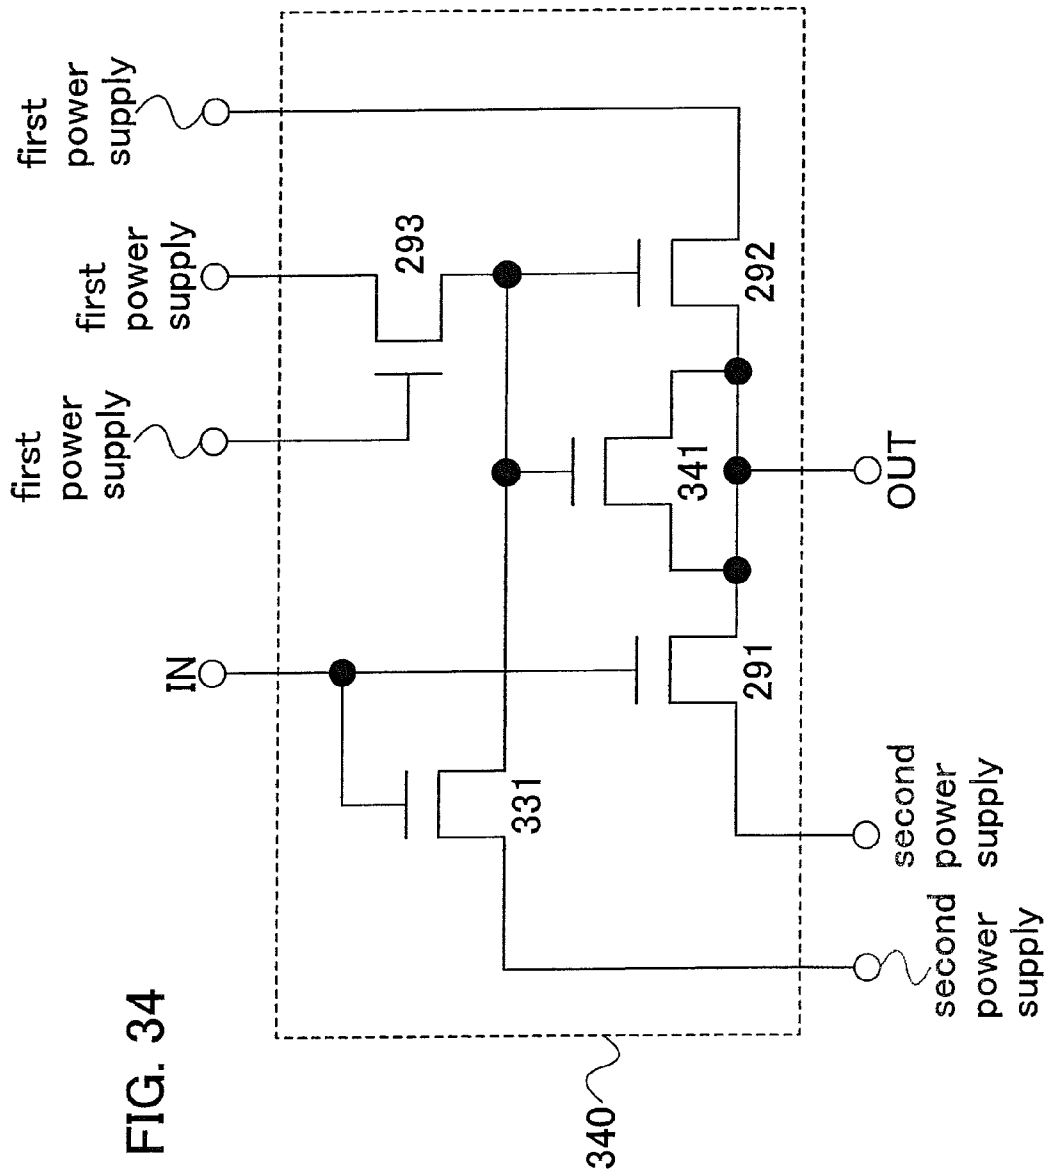 FIG. 34
340
IN
first
power
supply
first
power
supply
first
power
supply
293
331
291
341
292
second
power
supply
second
power
supply
OUT